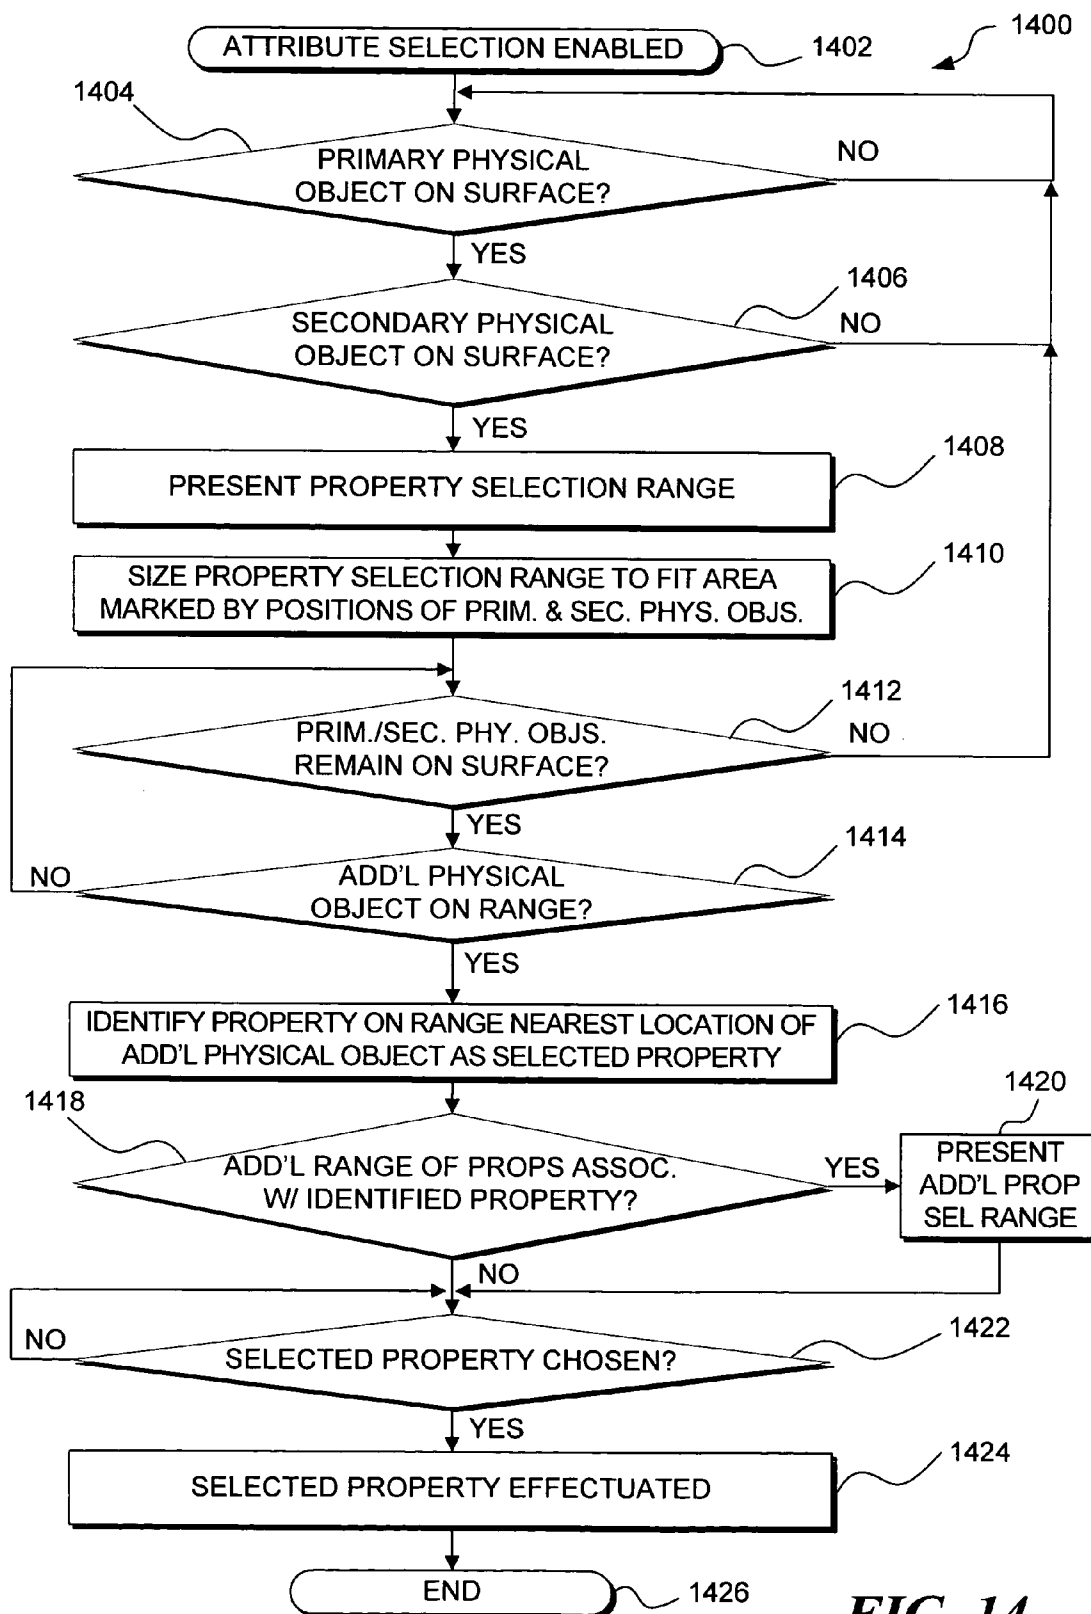 1400
ATTRIBUTE SELECTION ENABLED
1402
1404
PRIMARY PHYSICAL
OBJECT ON SURFACE?
NO
YES
1406
SECONDARY PHYSICAL
OBJECT ON SURFACE?
NO
YES
1408
PRESENT PROPERTY SELECTION RANGE
1410
SIZE PROPERTY SELECTION RANGE TO FIT AREA
MARKED BY POSITIONS OF PRIM. & SEC. PHYS. OBJS.
1412
PRIM./SEC. PHY. OBJS.
REMAIN ON SURFACE?
NO
YES
1414
ADD'L PHYSICAL
OBJECT ON RANGE?
NO
YES
1416
IDENTIFY PROPERTY ON RANGE NEAREST LOCATION OF
ADD'L PHYSICAL OBJECT AS SELECTED PROPERTY
1418
ADD'L RANGE OF PROPS ASSOC.
W/ IDENTIFIED PROPERTY?
YES
1420
PRESENT
ADD'L PROP
SEL RANGE
NO
1422
SELECTED PROPERTY CHOSEN?
NO
YES
1424
SELECTED PROPERTY EFFECTUATED
END
1426
FIG. 14